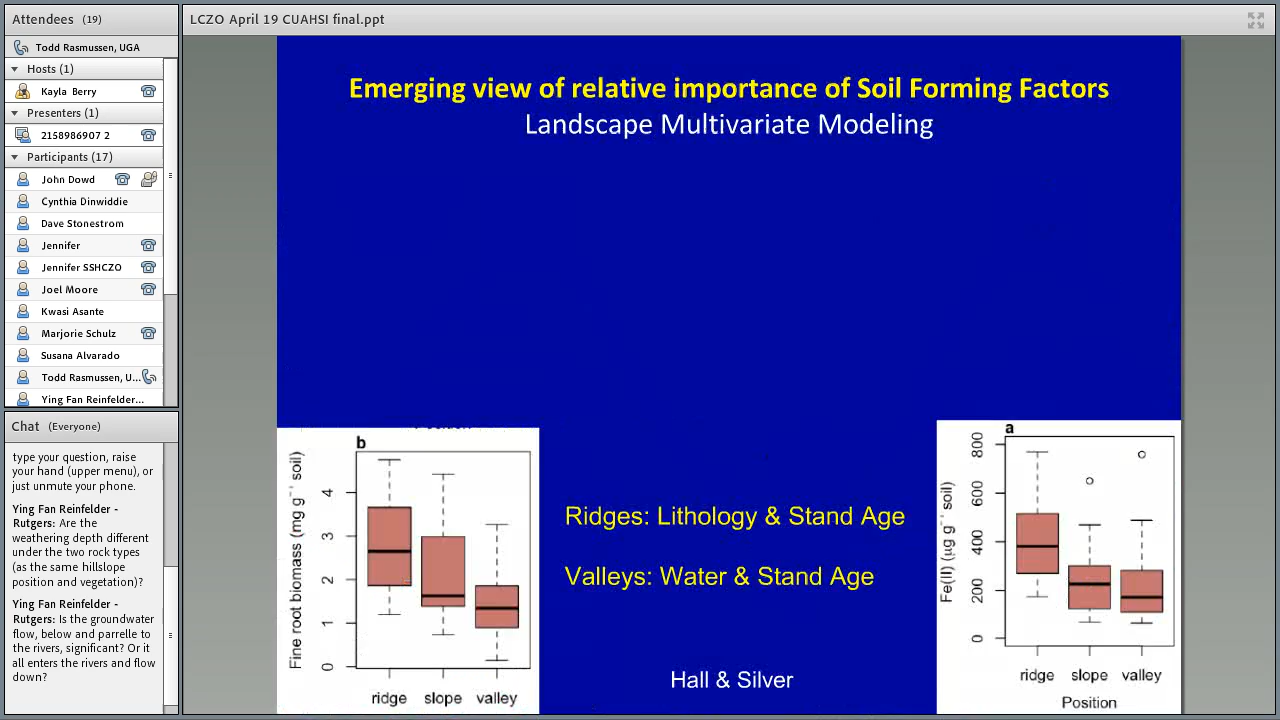 Attendees (19)
Todd Rasmussen, UGA
Hosts (1)
Kayla Berry
Presenters (1)
2158986907 2
Participants (17)
John Dowd
Cynthia Dinwiddie
Dave Stonestrom
Jennifer
Jennifer SSHCZO
Joel Moore
Kwasi Asante
Marjorie Schulz
Susana Alvarado
Todd Rasmussen, U...
Ying Fan Reinfelder...
Chat (Everyone)
type your question, raise
your hand (upper menu), or
just unmute your phone.
Ying Fan Reinfelder -
Rutgers: Are the
weathering depth different
under the two rock types
(as the same hillslope
position and vegetation)?
Ying Fan Reinfelder -
Rutgers: Is the groundwater
flow, below and parrelle to
the rivers, significant? Or it
all enters the rivers and flow
down?
LCZO April 19 CUAHSI final.ppt
Emerging view of relative importance of Soil Forming Factors
Landscape Multivariate Modeling
b
Fine root biomass (mg g⁻¹ soil)
4
3
2
1
0
ridge slope valley
Ridges: Lithology & Stand Age
Valleys: Water & Stand Age
Hall & Silver
a
Fe(II) (µg g⁻¹ soil)
800
600
400
200
0
ridge slope valley
Position